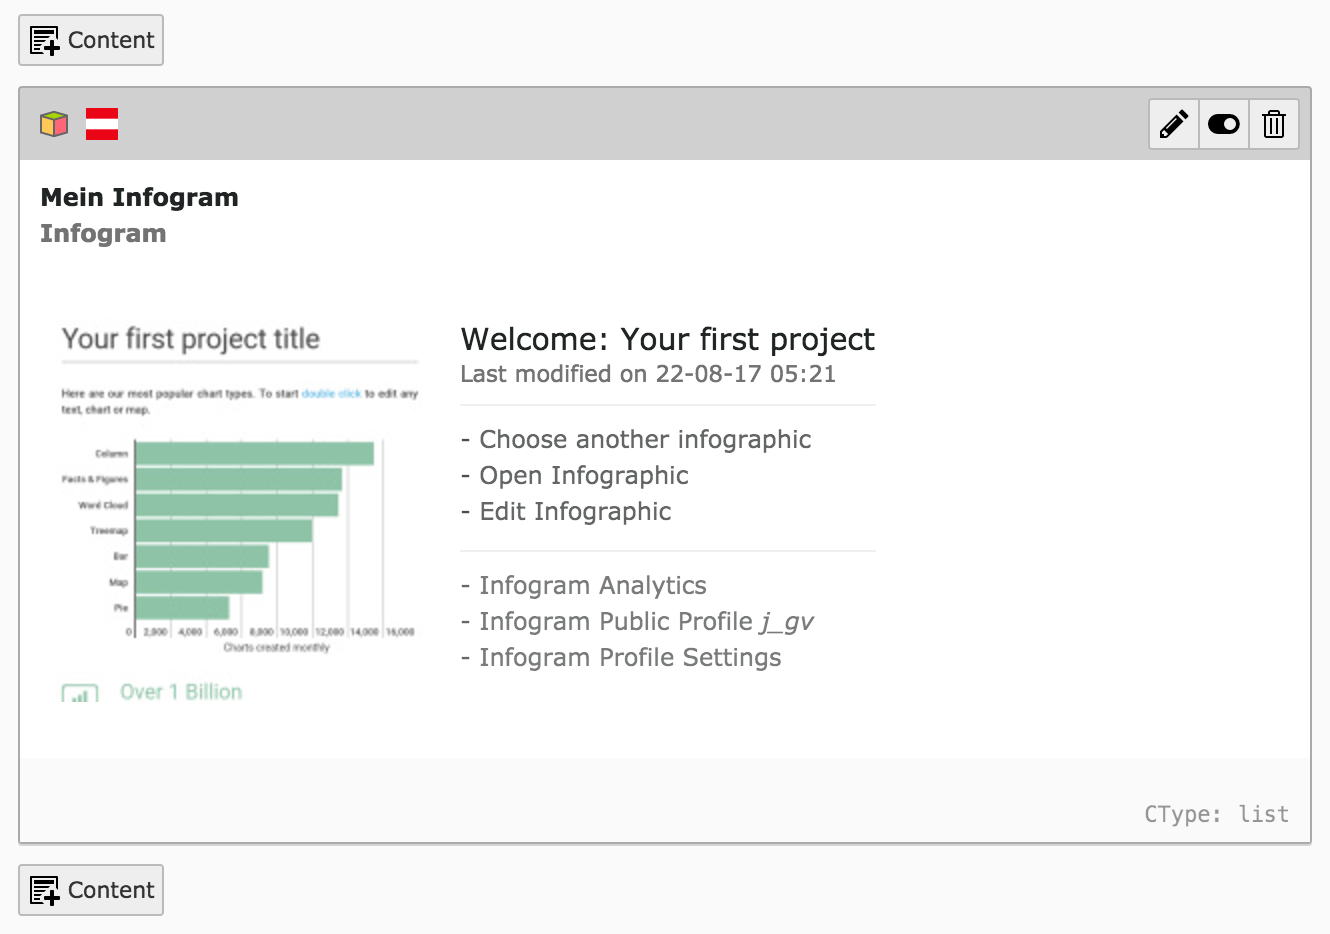 Content
Mein Infogram
Infogram
Your first project title
Here are our most popular chart types. To start double click to edit any
text, chart or map.
Column
Facts & Figures
Word Cloud
Treemap
Bar
Map
Pie
0 2,000 4,000 6,000 8,000 10,000 12,000 14,000 16,000
Charts created monthly
Over 1 Billion
Welcome: Your first project
Last modified on 22-08-17 05:21
- Choose another infographic
- Open Infographic
- Edit Infographic
- Infogram Analytics
- Infogram Public Profile j_gv
- Infogram Profile Settings
CType: list
Content